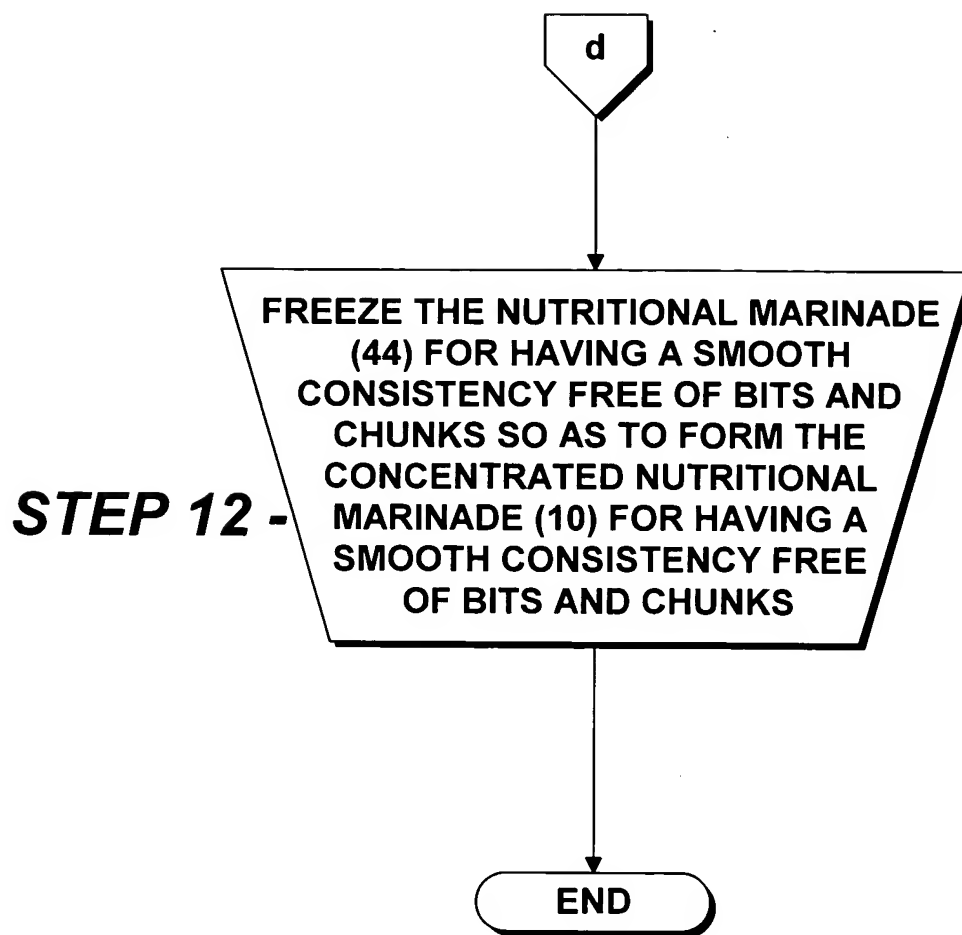 d
FREEZE THE NUTRITIONAL MARINADE
(44) FOR HAVING A SMOOTH
CONSISTENCY FREE OF BITS AND
CHUNKS SO AS TO FORM THE
CONCENTRATED NUTRITIONAL
STEP 12 - MARINADE (10) FOR HAVING A
SMOOTH CONSISTENCY FREE
OF BITS AND CHUNKS
END